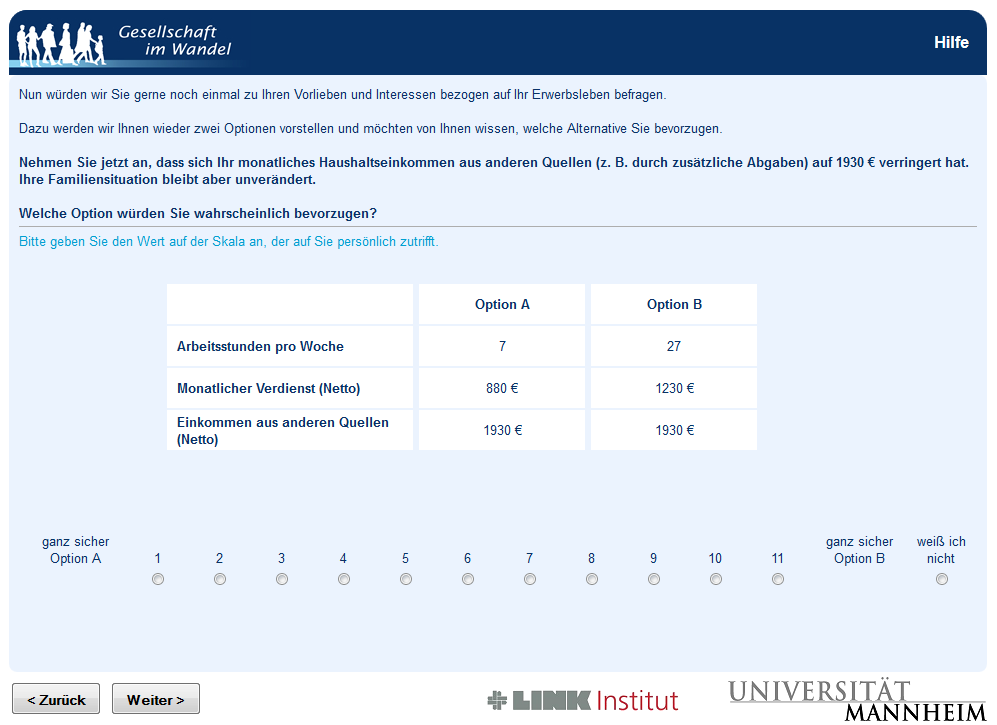 Gesellschaft
im Wandel
Hilfe
Nun würden wir Sie gerne noch einmal zu Ihren Vorlieben und Interessen bezogen auf Ihr Erwerbsleben befragen.
Dazu werden wir Ihnen wieder zwei Optionen vorstellen und möchten von Ihnen wissen, welche Alternative Sie bevorzugen.
Nehmen Sie jetzt an, dass sich Ihr monatliches Haushaltseinkommen aus anderen Quellen (z. B. durch zusätzliche Abgaben) auf 1930 € verringert hat.
Ihre Familiensituation bleibt aber unverändert.
Welche Option würden Sie wahrscheinlich bevorzugen?
Bitte geben Sie den Wert auf der Skala an, der auf Sie persönlich zutrifft.
Option A Option B
Arbeitsstunden pro Woche 7 27
Monatlicher Verdienst (Netto) 880 € 1230 €
Einkommen aus anderen Quellen
(Netto) 1930 € 1930 €
ganz sicher ganz sicher weiß ich
Option A 1 2 3 4 5 6 7 8 9 10 11 Option B nicht
< Zurück Weiter >
LINK Institut
UNIVERSITÄT
MANNHEIM